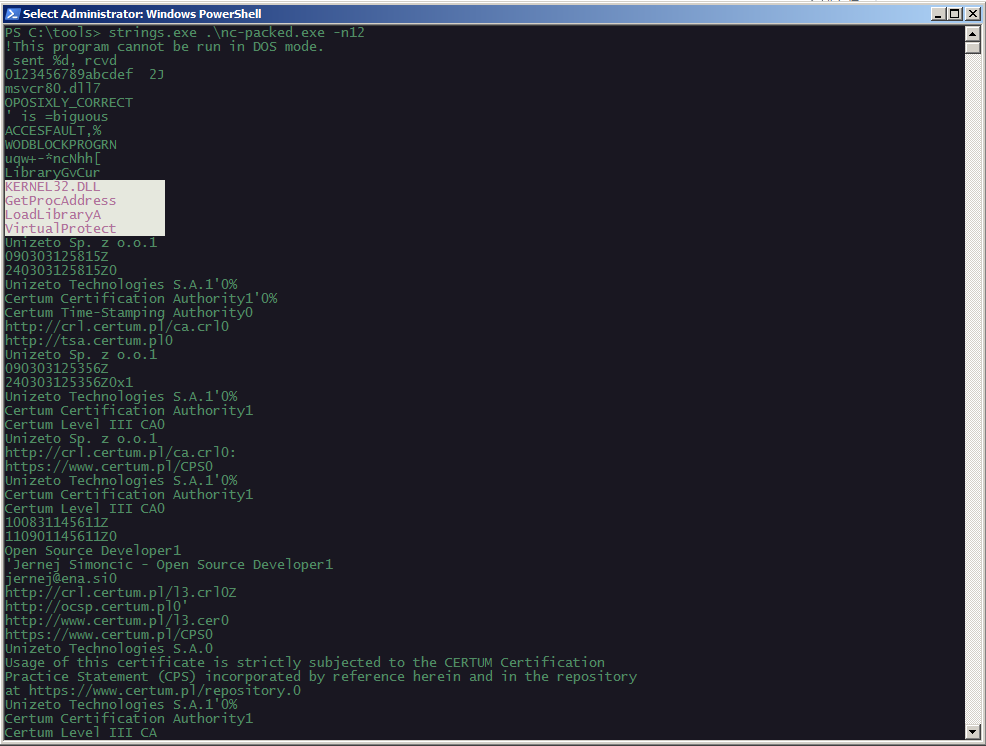 Select Administrator: Windows PowerShell
PS C:\tools> strings.exe .\nc-packed.exe -n12
!This program cannot be run in DOS mode.
 sent %d, rcvd
0123456789abcdef  2J
msvcr80.dll7
OPOSIXLY_CORRECT
' is =biguous
ACCESFAULT,%
WODBLOCKPROGRN
uqw+-*ncNhh[
LibraryGvCur
KERNEL32.DLL
GetProcAddress
LoadLibraryA
VirtualProtect
Unizeto Sp. z o.o.1
090303125815Z
240303125815Z0
Unizeto Technologies S.A.1'0%
Certum Certification Authority1'0%
Certum Time-Stamping Authority0
http://crl.certum.pl/ca.crl0
http://tsa.certum.pl0
Unizeto Sp. z o.o.1
090303125356Z
240303125356Z0x1
Unizeto Technologies S.A.1'0%
Certum Certification Authority1
Certum Level III CA0
Unizeto Sp. z o.o.1
http://crl.certum.pl/ca.crl0:
https://www.certum.pl/CPS0
Unizeto Technologies S.A.1'0%
Certum Certification Authority1
Certum Level III CA0
100831145611Z
110901145611Z0
Open Source Developer1
'Jernej Simoncic - Open Source Developer1
jernej@ena.si0
http://crl.certum.pl/l3.crl0Z
http://ocsp.certum.pl0'
http://www.certum.pl/l3.cer0
https://www.certum.pl/CPS0
Unizeto Technologies S.A.0
Usage of this certificate is strictly subjected to the CERTUM Certification
Practice Statement (CPS) incorporated by reference herein and in the repository
at https://www.certum.pl/repository.0
Unizeto Technologies S.A.1'0%
Certum Certification Authority1
Certum Level III CA